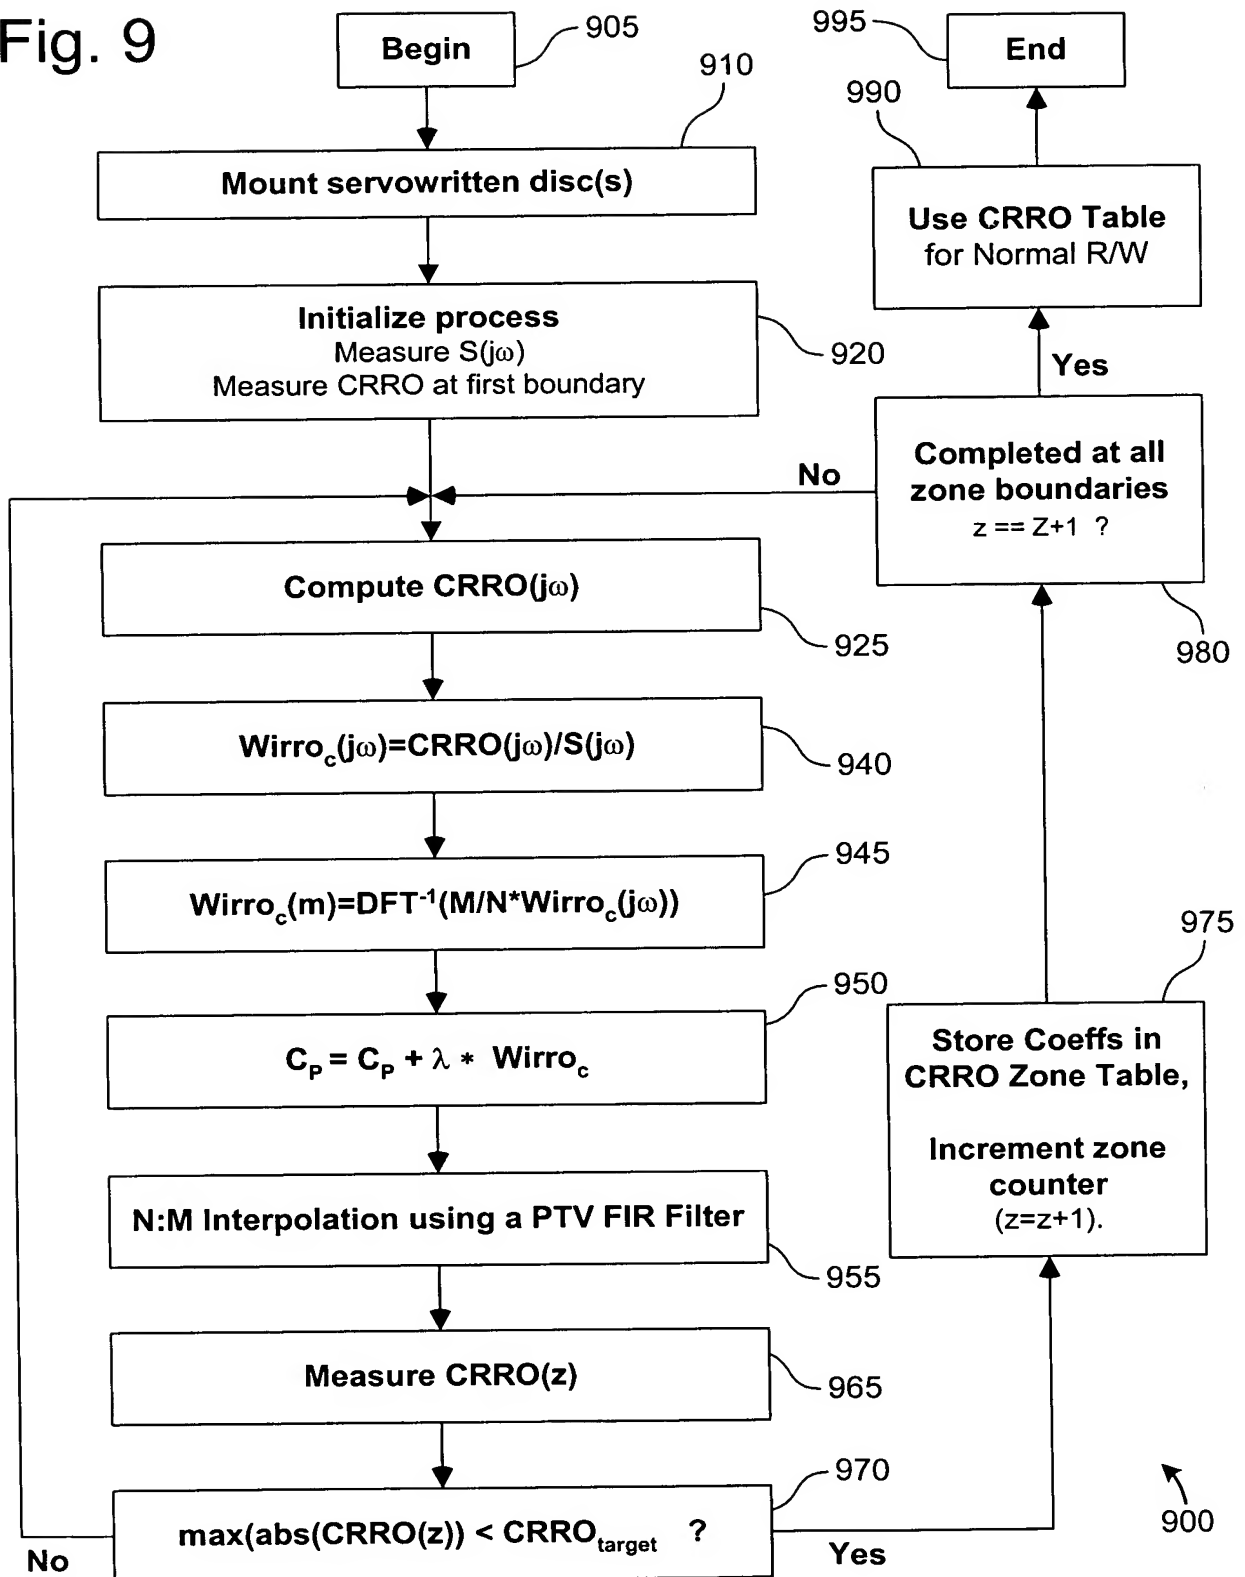 Fig. 9
Begin
905
910
Mount servowritten disc(s)
Initialize process
Measure S(jω)
Measure CRRO at first boundary
920
Compute CRRO(jω)
925
Wirro_c(jω)=CRRO(jω)/S(jω)
940
945
Wirro_c(m)=DFT⁻¹(M/N*Wirro_c(jω))
950
C_P = C_P + λ * Wirro_c
N:M Interpolation using a PTV FIR Filter
955
Measure CRRO(z)
965
970
max(abs(CRRO(z)) < CRRO_target ?
No
Yes
975
Store Coeffs in
CRRO Zone Table,
Increment zone
counter
(z=z+1).
Completed at all
zone boundaries
z == Z+1 ?
980
No
Yes
990
Use CRRO Table
for Normal R/W
995
End
900